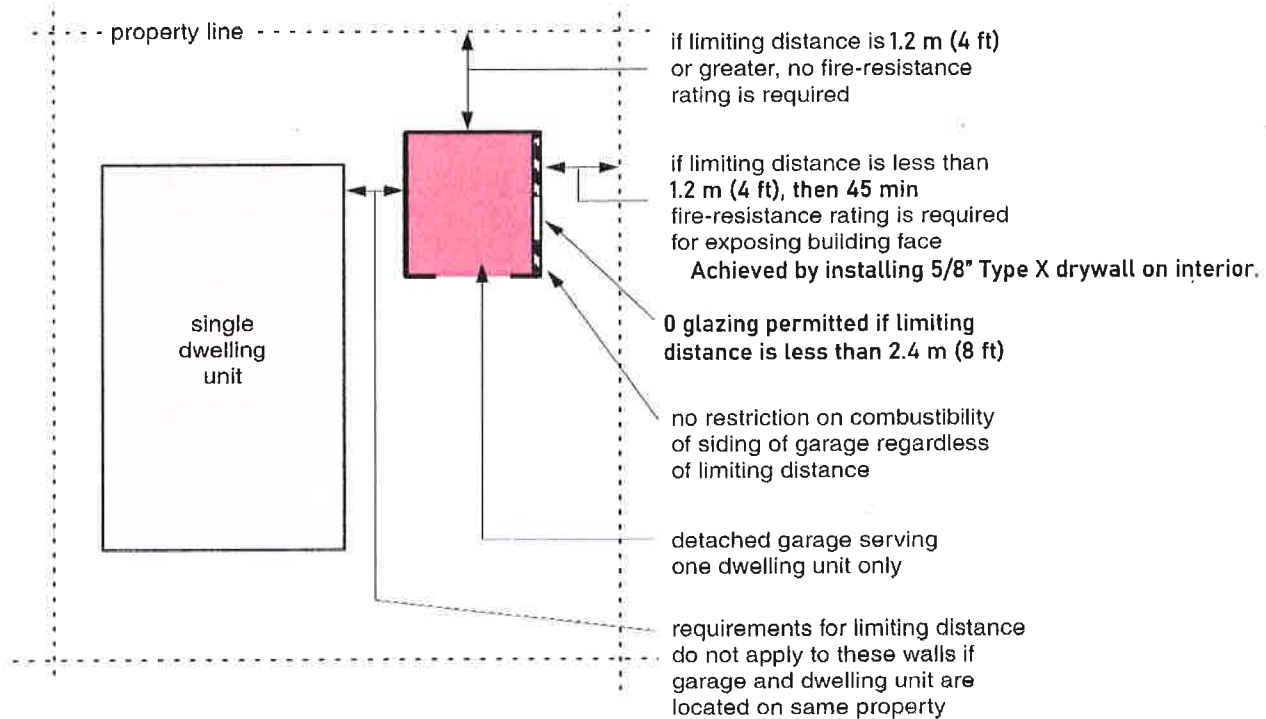 property line
if limiting distance is 1.2 m (4 ft)
or greater, no fire-resistance
rating is required
if limiting distance is less than
1.2 m (4 ft), then 45 min
fire-resistance rating is required
for exposing building face
Achieved by installing 5/8" Type X drywall on interior.
single
dwelling
unit
0 glazing permitted if limiting
distance is less than 2.4 m (8 ft)
no restriction on combustibility
of siding of garage regardless
of limiting distance
detached garage serving
one dwelling unit only
requirements for limiting distance
do not apply to these walls if
garage and dwelling unit are
located on same property